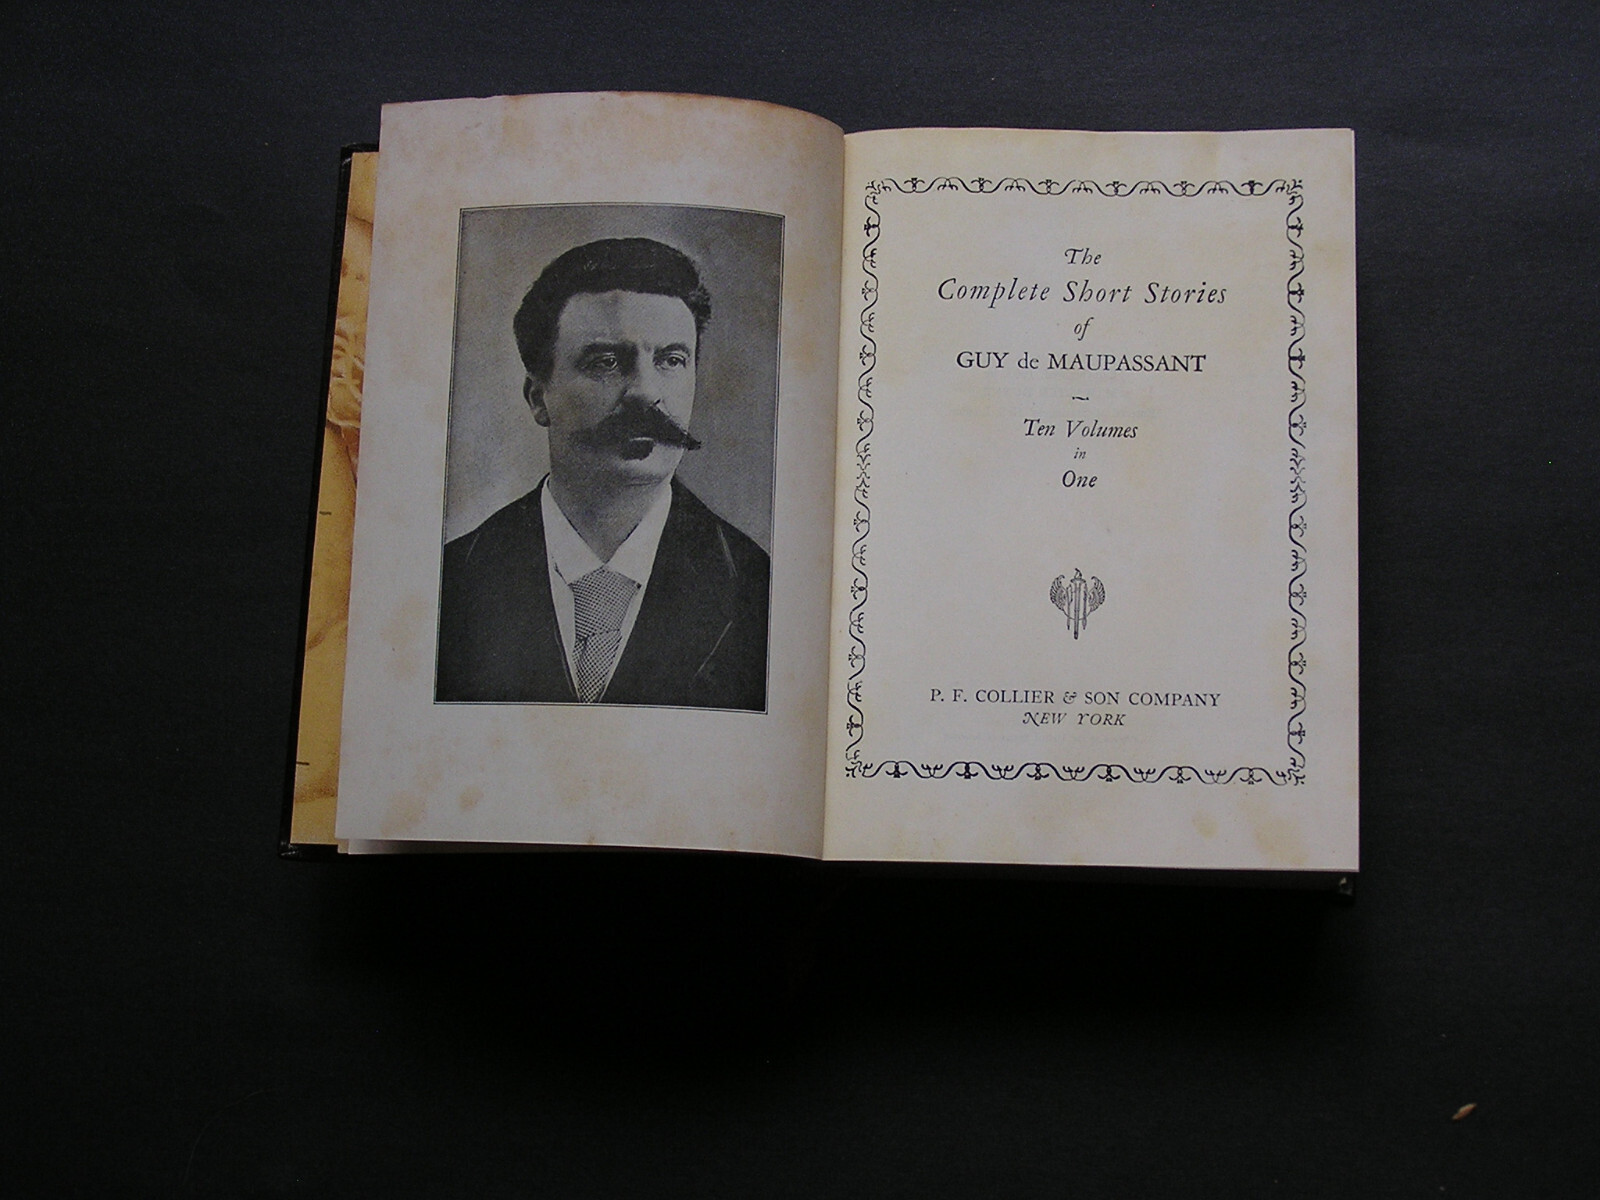 The
Complete Short Stories
of
GUY de MAUPASSANT
~
Ten Volumes
in
One
P. F. COLLIER & SON COMPANY
NEW YORK